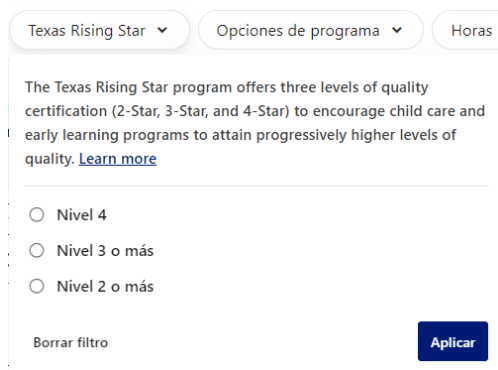 Texas Rising Star Opciones de programa Horas
The Texas Rising Star program offers three levels of quality
certification (2-Star, 3-Star, and 4-Star) to encourage child care and
early learning programs to attain progressively higher levels of
quality. Learn more
Nivel 4
Nivel 3 o más
Nivel 2 o más
Borrar filtro Aplicar